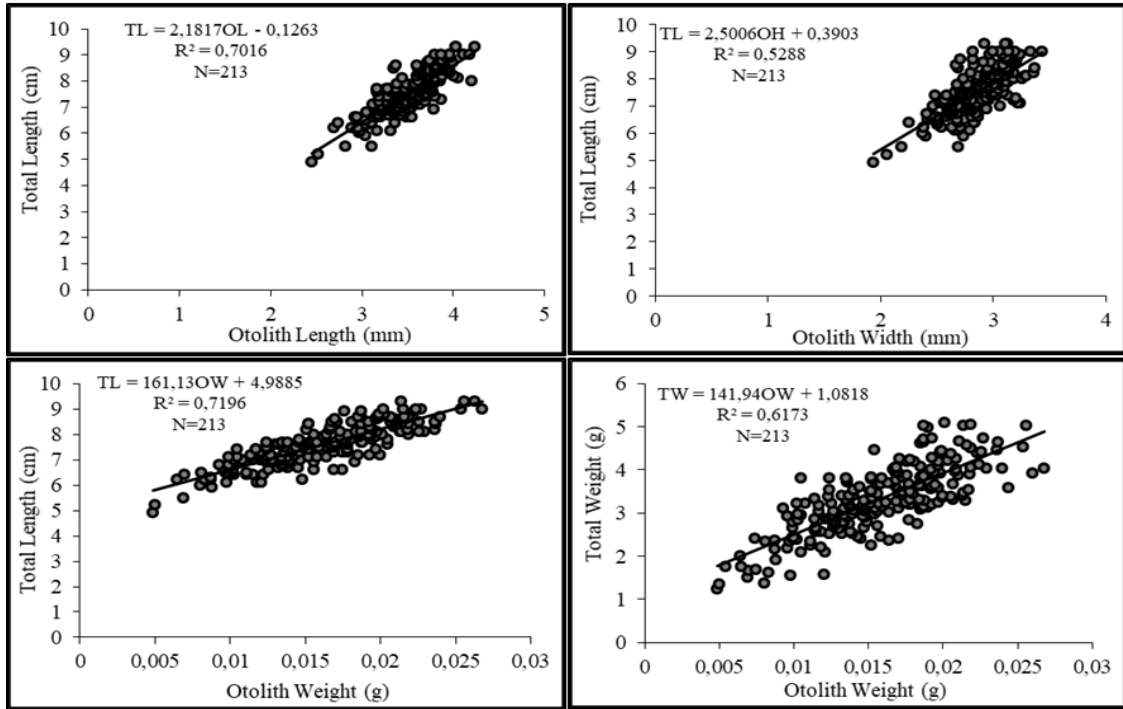 TL = 2,1817OL - 0,1263
R² = 0,7016
N=213
Total Length (cm)
10
9
8
7
6
5
4
3
2
1
0
0 1 2 3 4 5
Otolith Length (mm)
TL = 2,5006OH + 0,3903
R² = 0,5288
N=213
Total Length (cm)
10
9
8
7
6
5
4
3
2
1
0
0 1 2 3 4
Otolith Width (mm)
TL = 161,13OW + 4,9885
R² = 0,7196
N=213
Total Length (cm)
10
9
8
7
6
5
4
3
2
1
0
0 0,005 0,01 0,015 0,02 0,025 0,03
Otolith Weight (g)
TW = 141,94OW + 1,0818
R² = 0,6173
N=213
Total Weight (g)
6
5
4
3
2
1
0
0 0,005 0,01 0,015 0,02 0,025 0,03
Otolith Weight (g)